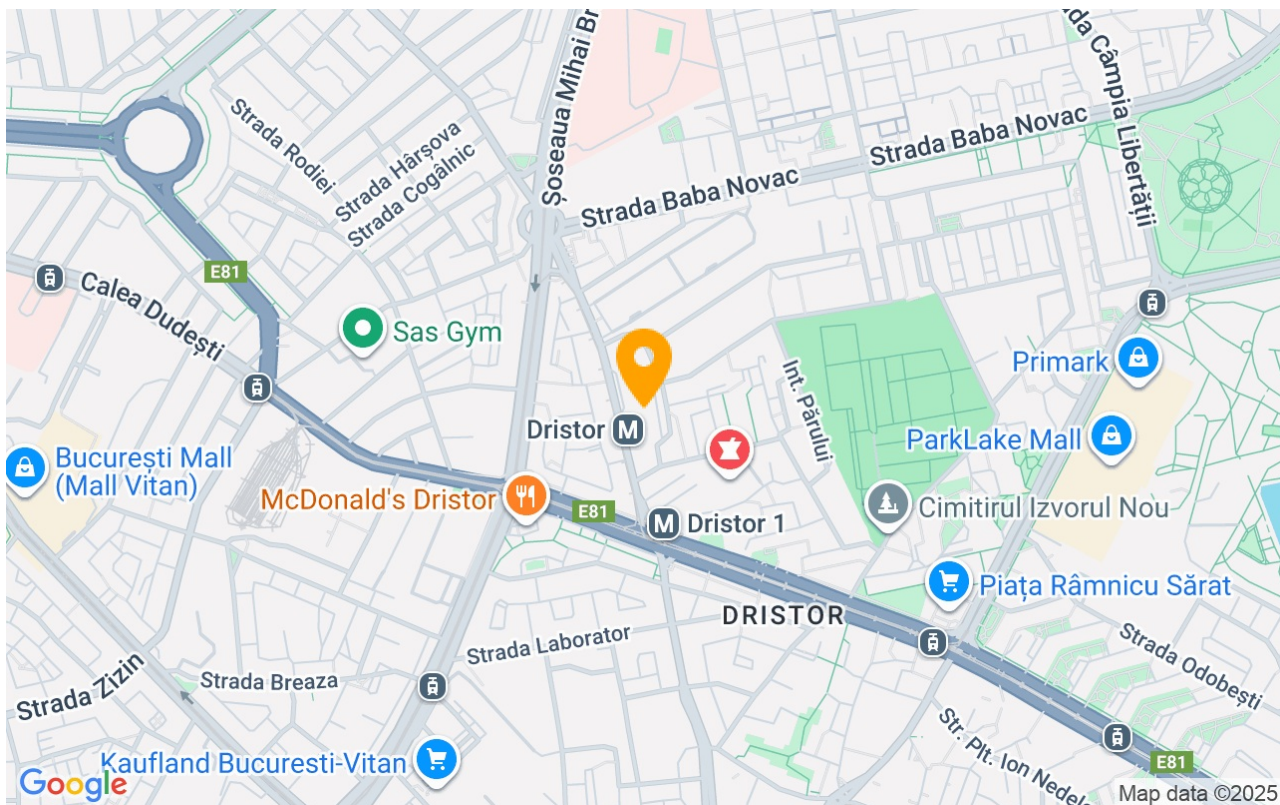 Șoseaua Mihai Br
da Câmpia Libertății
Strada Rodiei
Strada Hârșova
Strada Cogâlnic
Strada Baba Novac
Strada Baba Novac
E81
Calea Dudești
Sas Gym
Int. Părului
Primark
ParkLake Mall
Dristor
M
București Mall
(Mall Vitan)
McDonald's Dristor
E81
M
Dristor 1
Cimitirul Izvorul Nou
Piața Râmnicu Sărat
DRISTOR
Strada Laborator
Strada Odobești
Strada Zizin
Strada Breaza
Str. Plt. Ion Nedele
Kaufland Bucuresti-Vitan
E81
Google
Map data ©2025